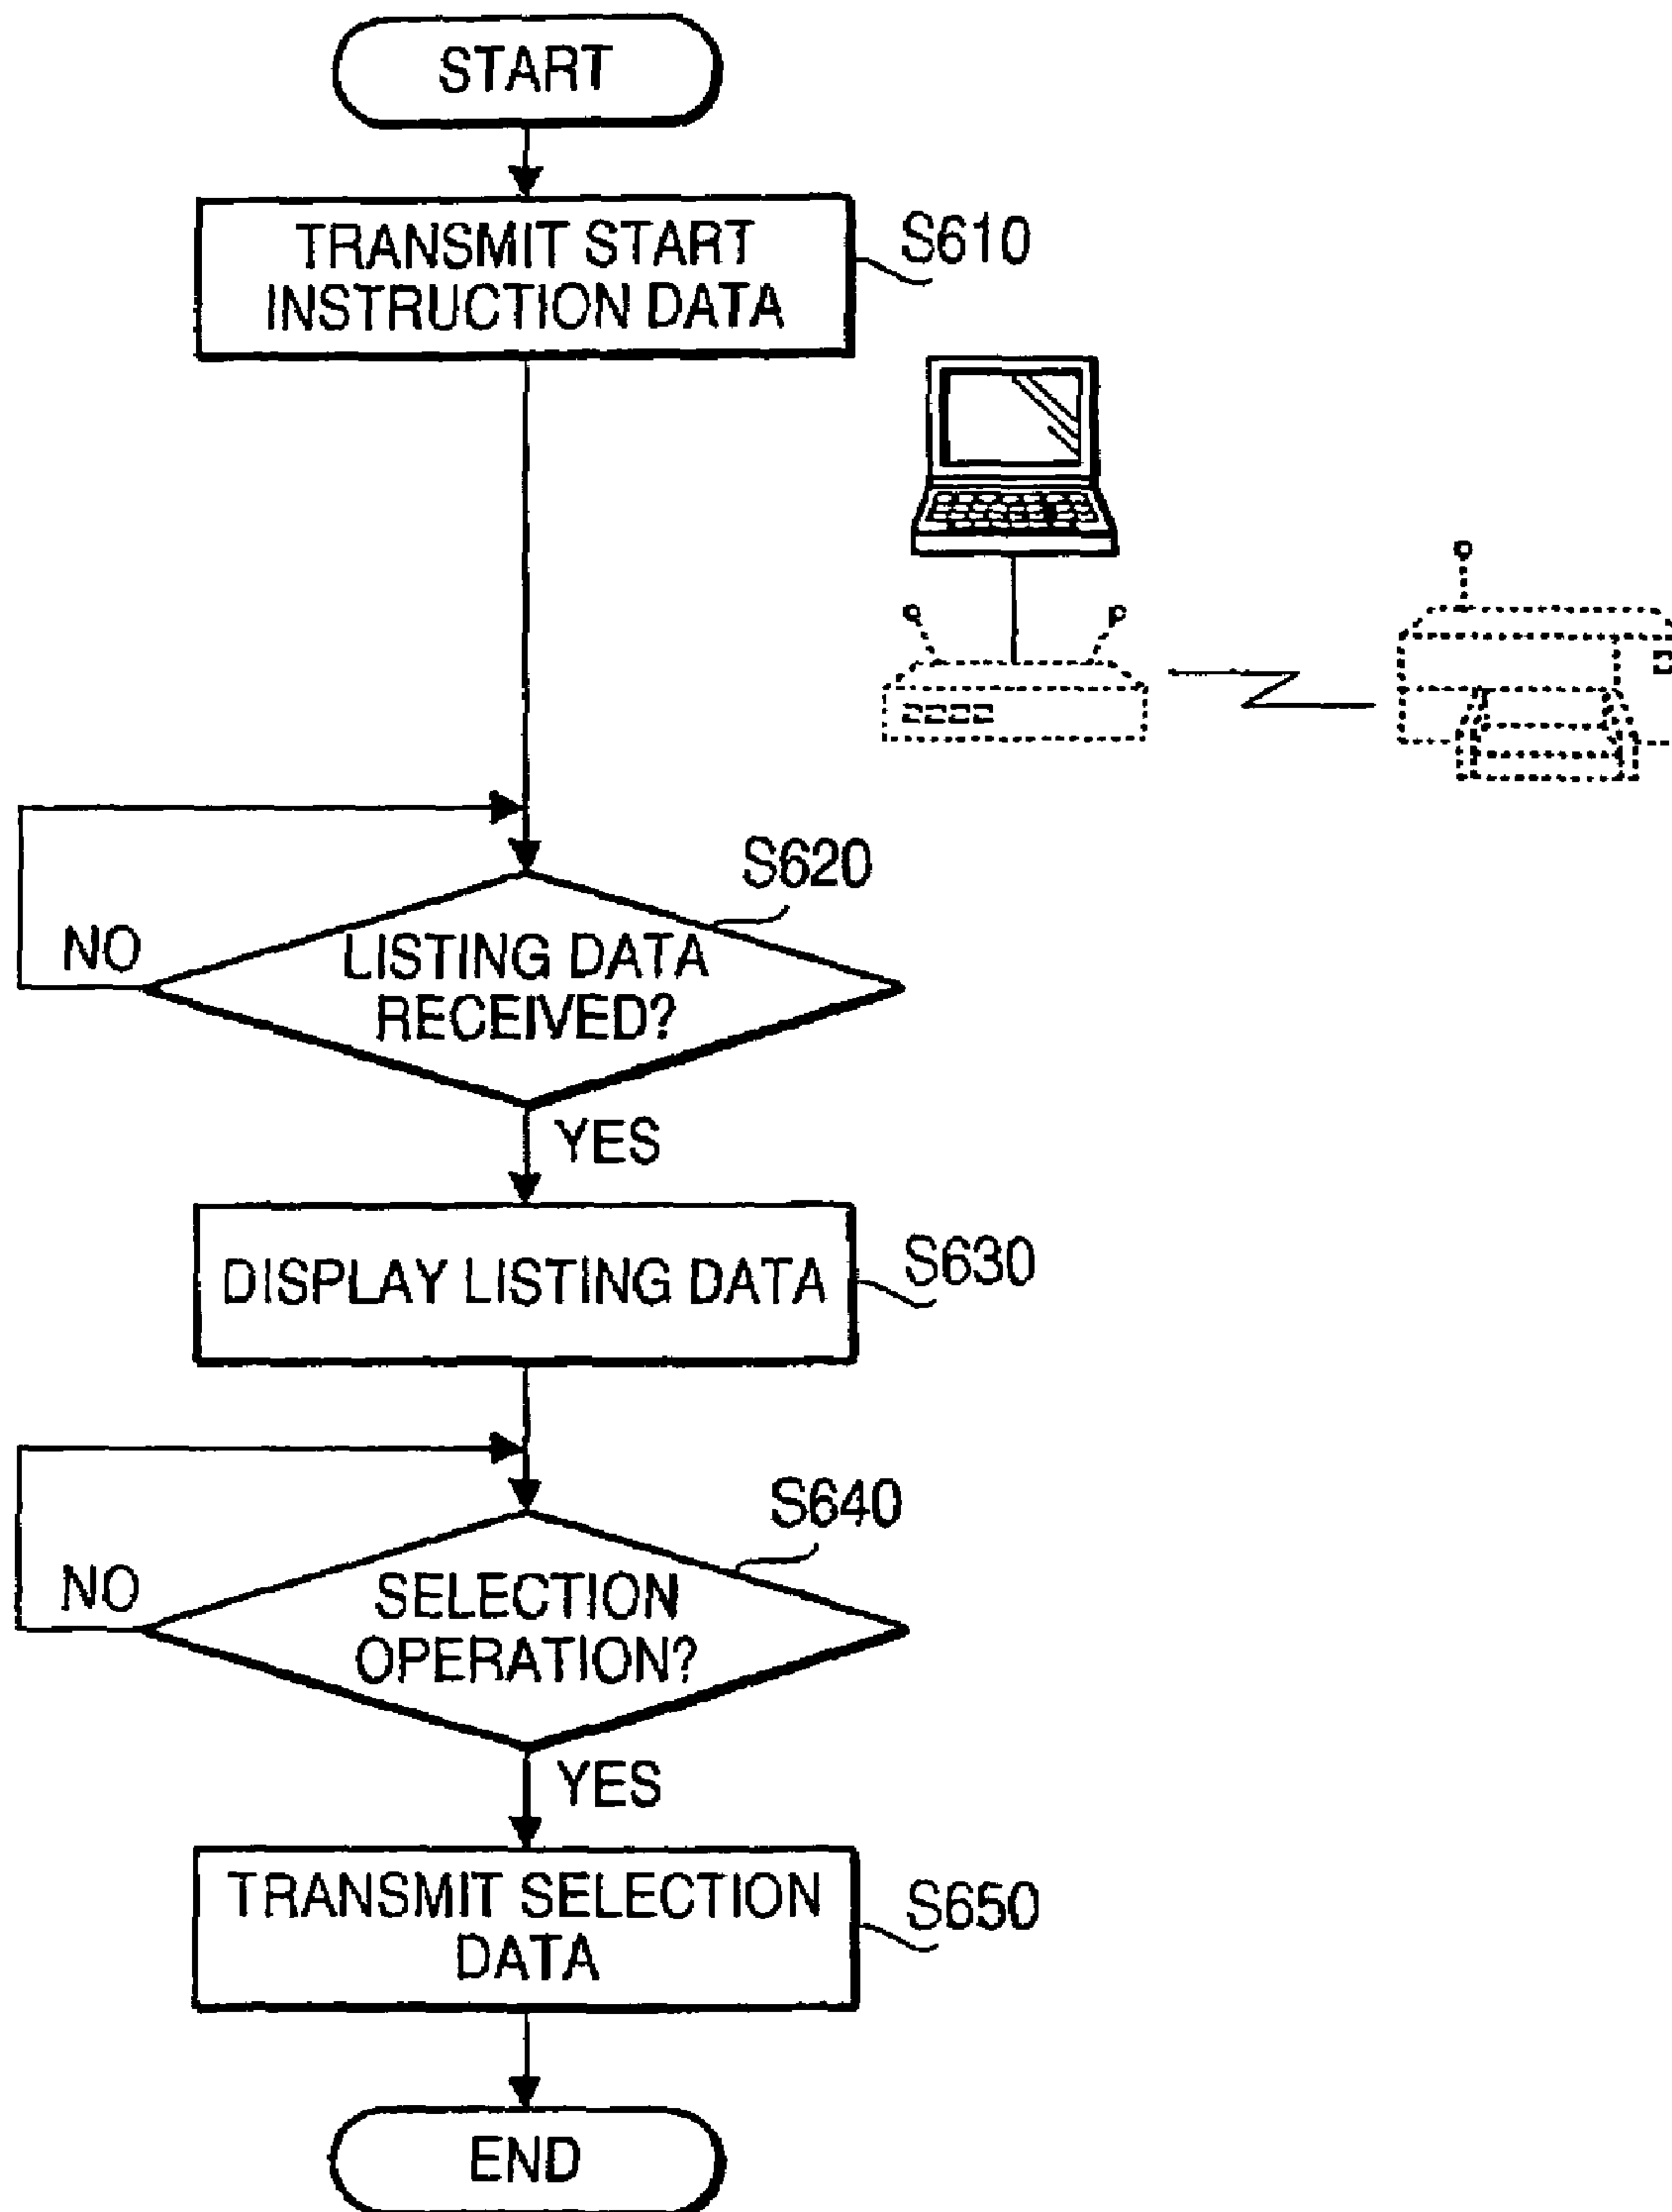 START
TRANSMIT START
INSTRUCTION DATA
S610
S620
NO
LISTING DATA
RECEIVED?
YES
DISPLAY LISTING DATA
S630
S640
NO
SELECTION
OPERATION?
YES
TRANSMIT SELECTION
DATA
S650
END